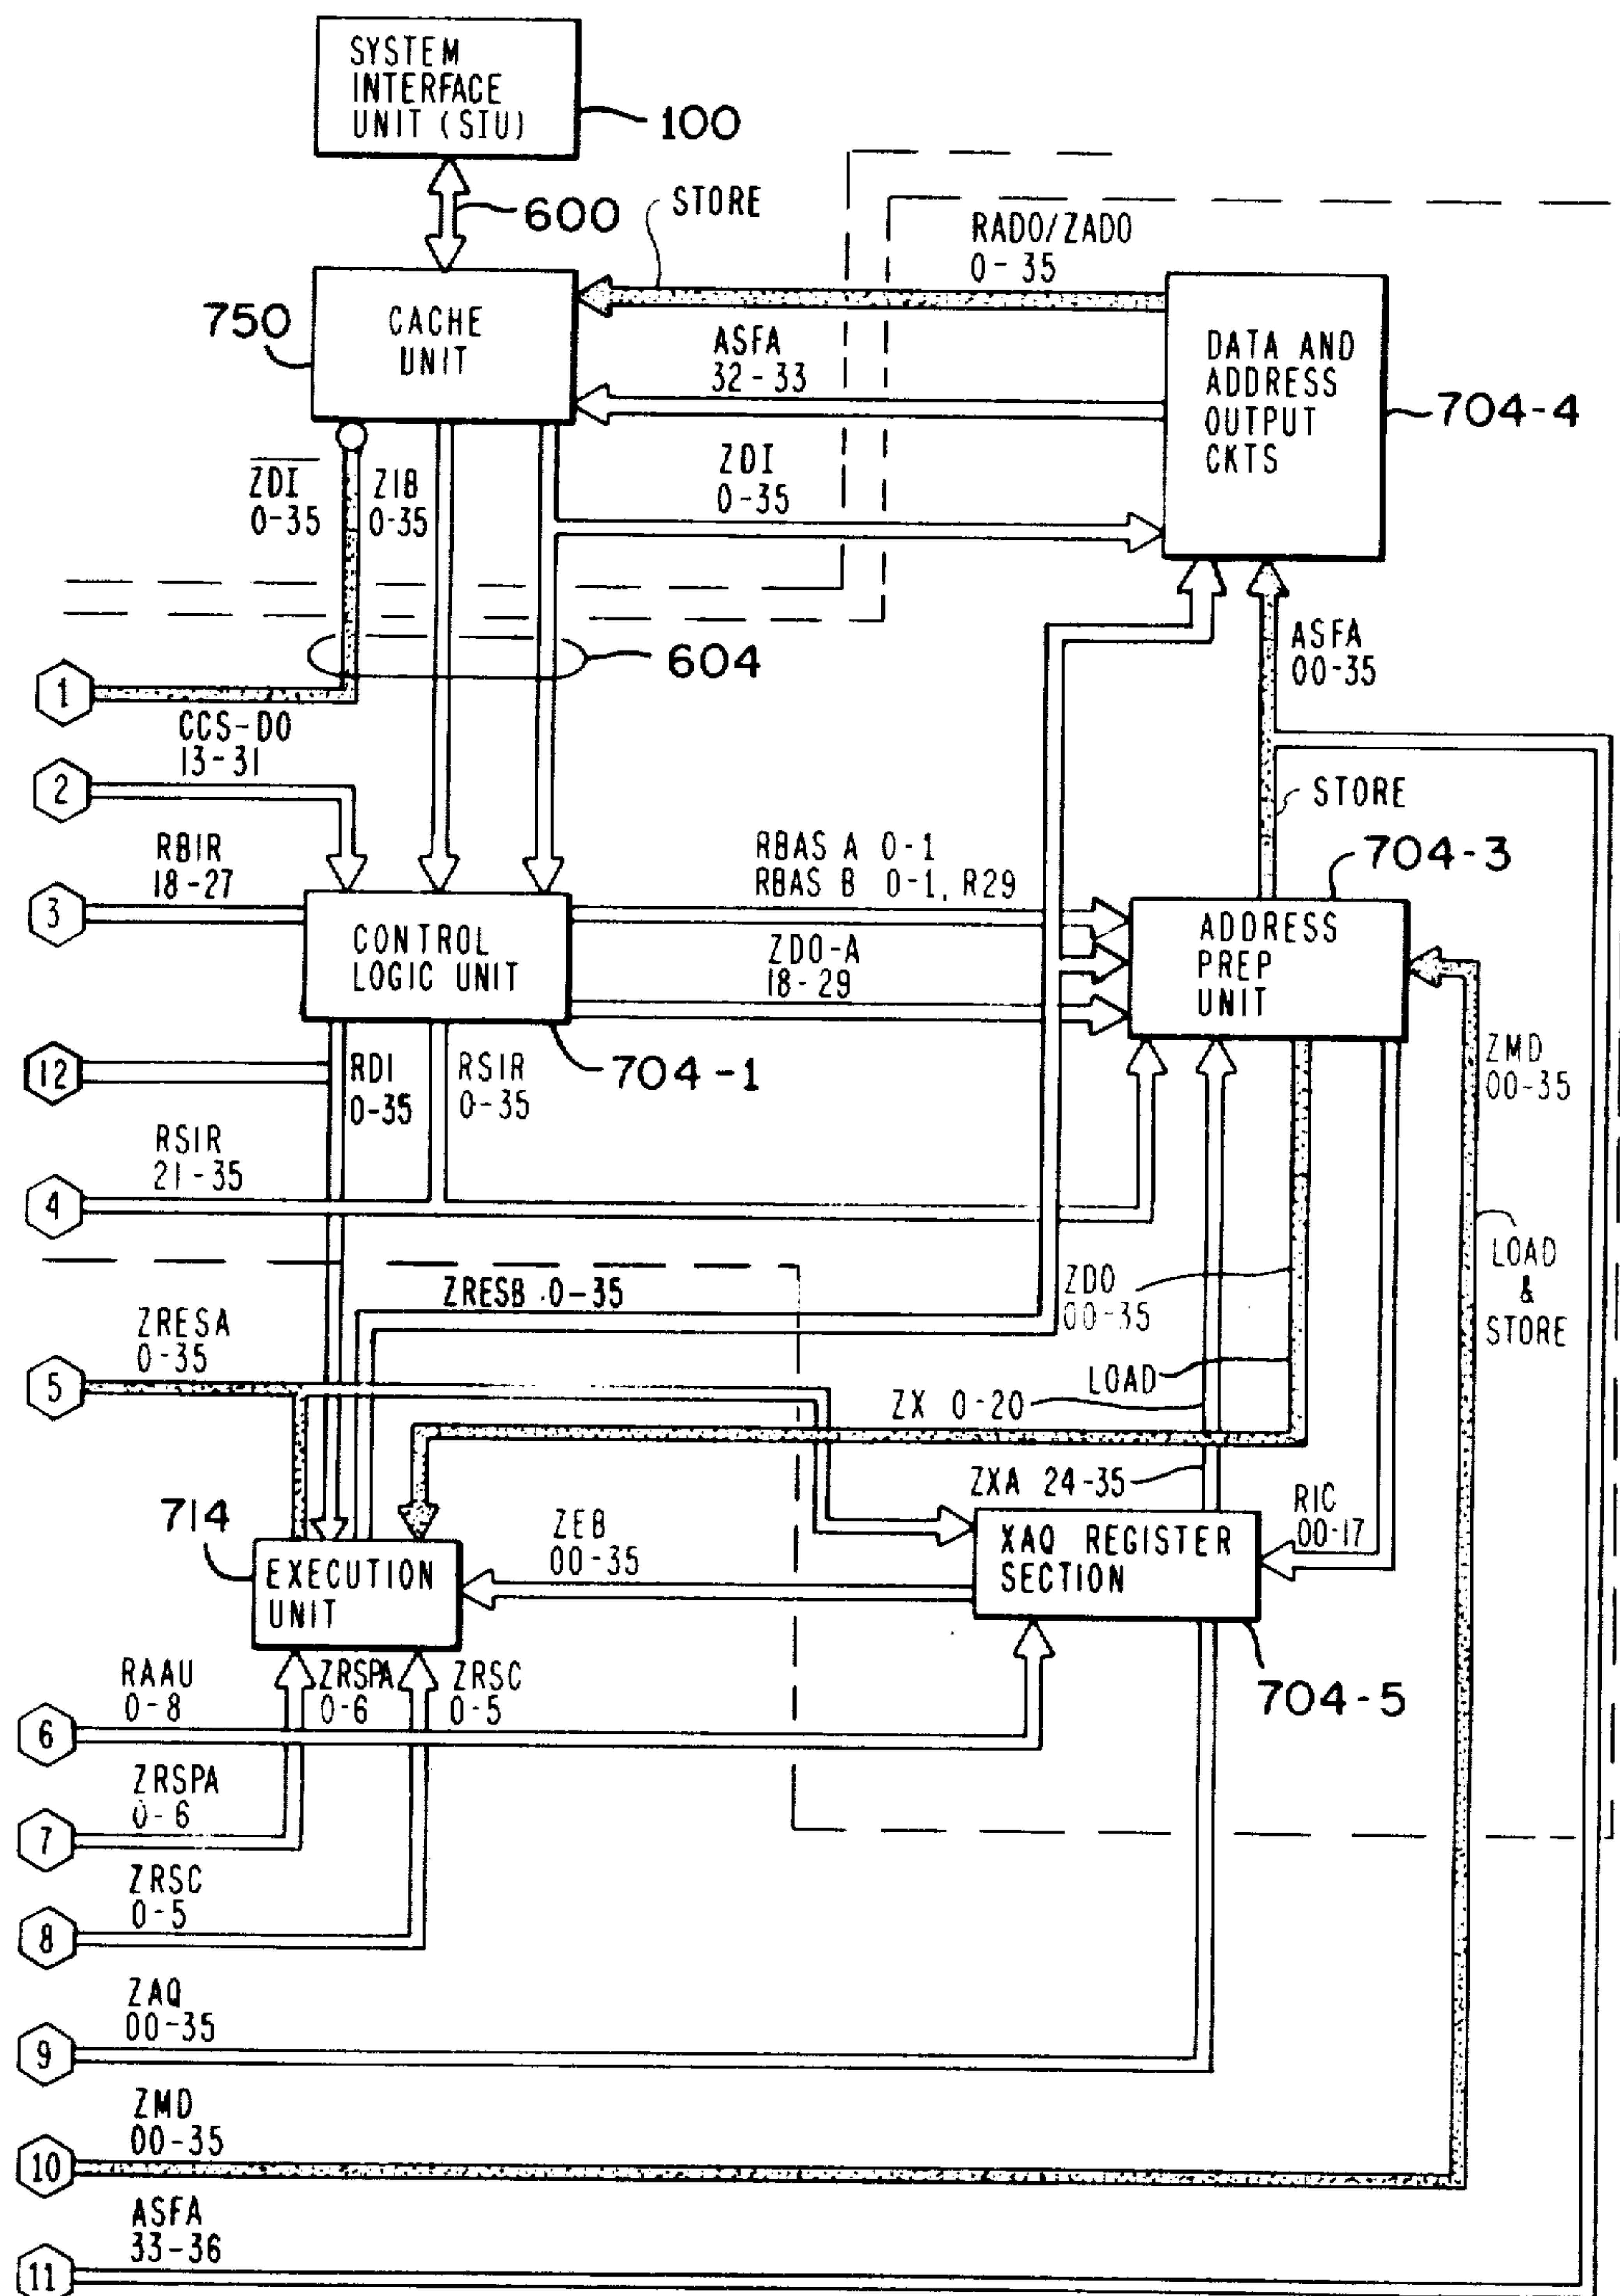 SYSTEM
INTERFACE
UNIT (SIU)
100
600
STORE
RADO/ZADO
0-35
750
CACHE
UNIT
ASFA
32-33
DATA AND
ADDRESS
OUTPUT
CKTS
704-4
ZDI
0-35
ZIB
0-35
ZDI
0-35
604
ASFA
00-35
1
CCS-DO
13-31
2
STORE
RBIR
18-27
3
RBAS A 0-1
RBAS B 0-1, R29
704-3
CONTROL
LOGIC UNIT
ZDO-A
18-29
ADDRESS
PREP
UNIT
12
RDI
0-35
RSIR
0-35
704-1
ZMD
00-35
RSIR
21-35
4
LOAD
&
STORE
ZRESB 0-35
ZDO
00-35
ZRESA
0-35
5
LOAD
ZX 0-20
ZXA 24-35
RIC
00-17
714
EXECUTION
UNIT
ZEB
00-35
XAQ REGISTER
SECTION
704-5
RAAU
0-8
ZRSPA
0-6
ZRSC
0-5
6
ZRSPA
0-6
7
ZRSC
0-5
8
ZAQ
00-35
9
ZMD
00-35
10
ASFA
33-36
11